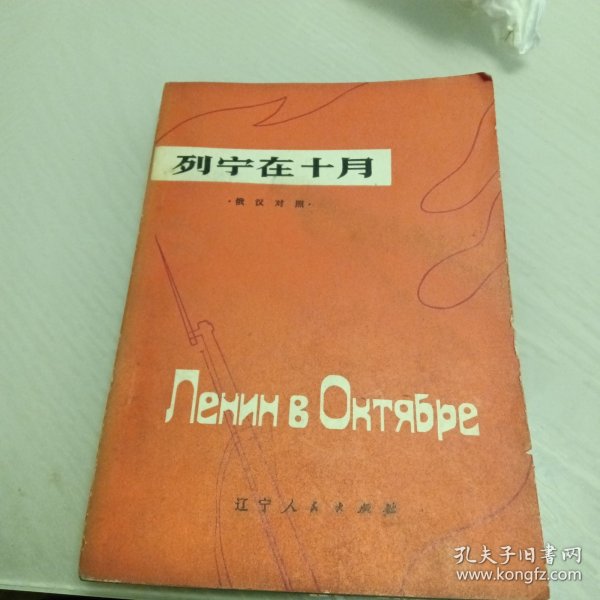 列宁在十月
·俄汉对照·
Ленин в Октябре
辽宁人民出版社
孔夫子旧书网
www.kongfz.com